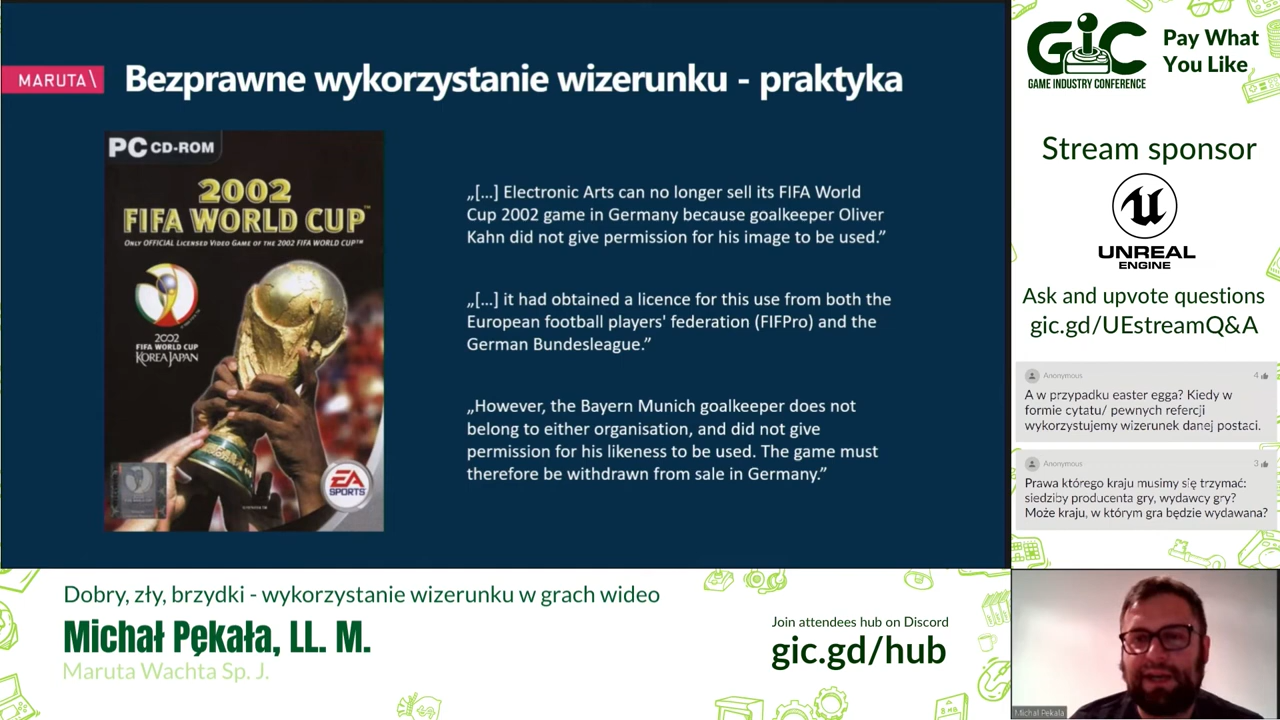 MARUTA\
Bezprawne wykorzystanie wizerunku - praktyka
PC CD-ROM
2002
FIFA WORLD CUP™
ONLY OFFICIAL LICENSED VIDEO GAME OF THE 2002 FIFA WORLD CUP™
2002
FIFA WORLD CUP
KOREA JAPAN
EA
SPORTS
„[...] Electronic Arts can no longer sell its FIFA World
Cup 2002 game in Germany because goalkeeper Oliver
Kahn did not give permission for his image to be used.”
„[...] it had obtained a licence for this use from both the
European football players' federation (FIFPro) and the
German Bundesleague.”
„However, the Bayern Munich goalkeeper does not
belong to either organisation, and did not give
permission for his likeness to be used. The game must
therefore be withdrawn from sale in Germany.”
GIC
GAME INDUSTRY CONFERENCE
Pay What
You Like
Stream sponsor
UNREAL
ENGINE
Ask and upvote questions
gic.gd/UEstreamQ&A
Anonymous 4
A w przypadku easter egga? Kiedy w
formie cytatu/ pewnych refercji
wykorzystujemy wizerunek danej postaci.
Anonymous 3
Prawa którego kraju musimy się trzymać:
siedziby producenta gry, wydawcy gry?
Może kraju, w którym gra będzie wydawana?
Dobry, zły, brzydki - wykorzystanie wizerunku w grach wideo
Michał Pękała, LL. M.
Maruta Wachta Sp. J.
Join attendees hub on Discord
gic.gd/hub
Michał Pękała